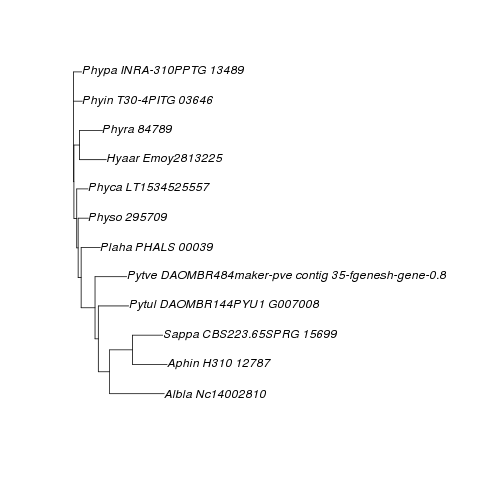 Phypa INRA-310PPTG 13489
Phyin T30-4PITG 03646
Phyra 84789
Hyaar Emoy2813225
Phyca LT1534525557
Physo 295709
Plaha PHALS 00039
Pytve DAOMBR484maker-pve contig 35-fgenesh-gene-0.8
Pytul DAOMBR144PYU1 G007008
Sappa CBS223.65SPRG 15699
Aphin H310 12787
Albla Nc14002810